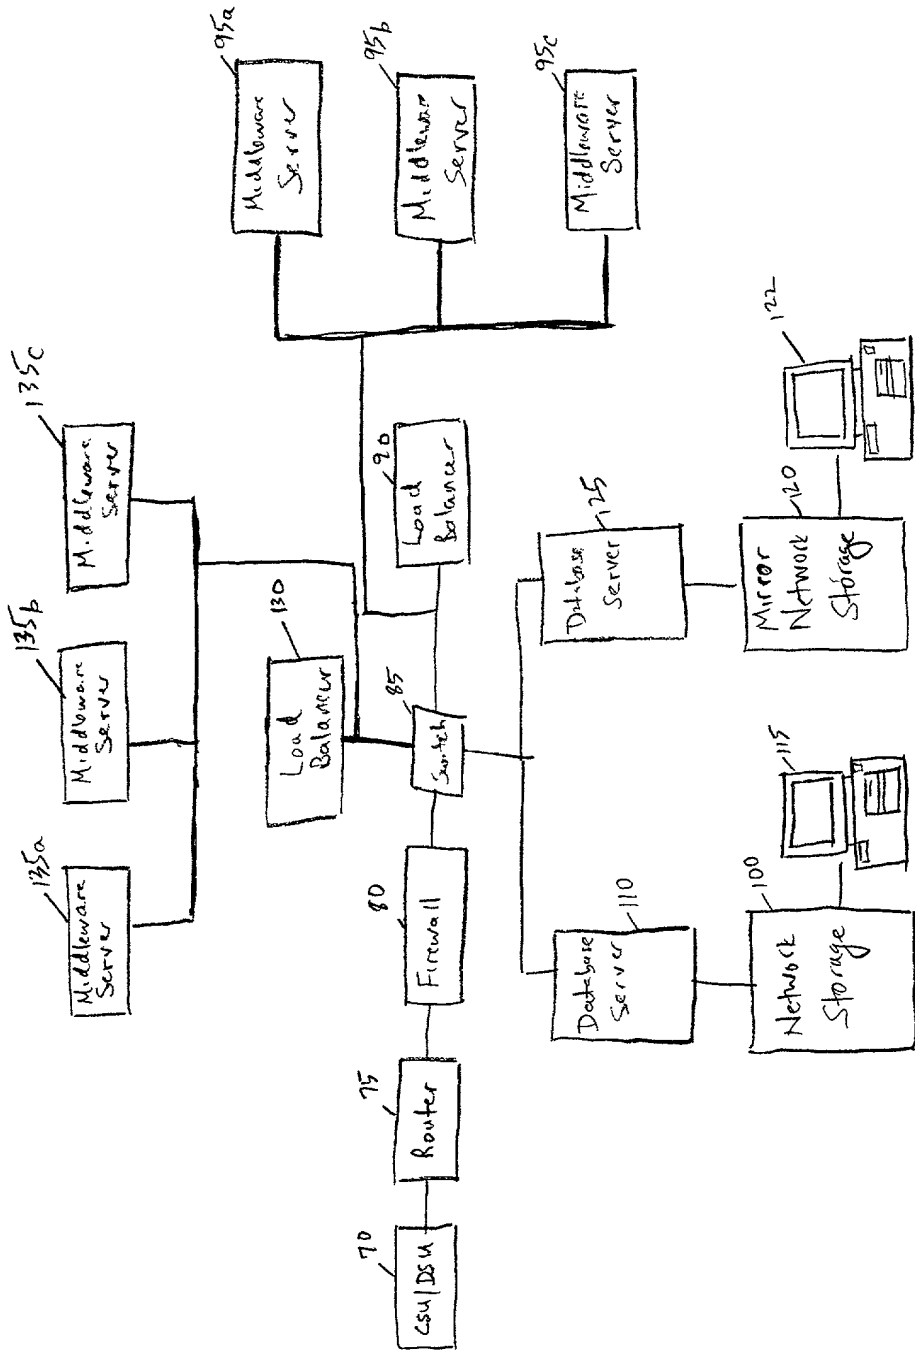 70
CSU/DSU
75
Router
80
Firewall
85
Switch
90
Load
Balancer
130
Load
Balancer
135a
Middleware
Server
135b
Middleware
Server
135c
Middleware
Server
95a
Middleware
Server
95b
Middleware
Server
95c
Middleware
Server
110
Database
Server
100
Network
Storage
115
125
Database
Server
120
Mirror
Network
Storage
122